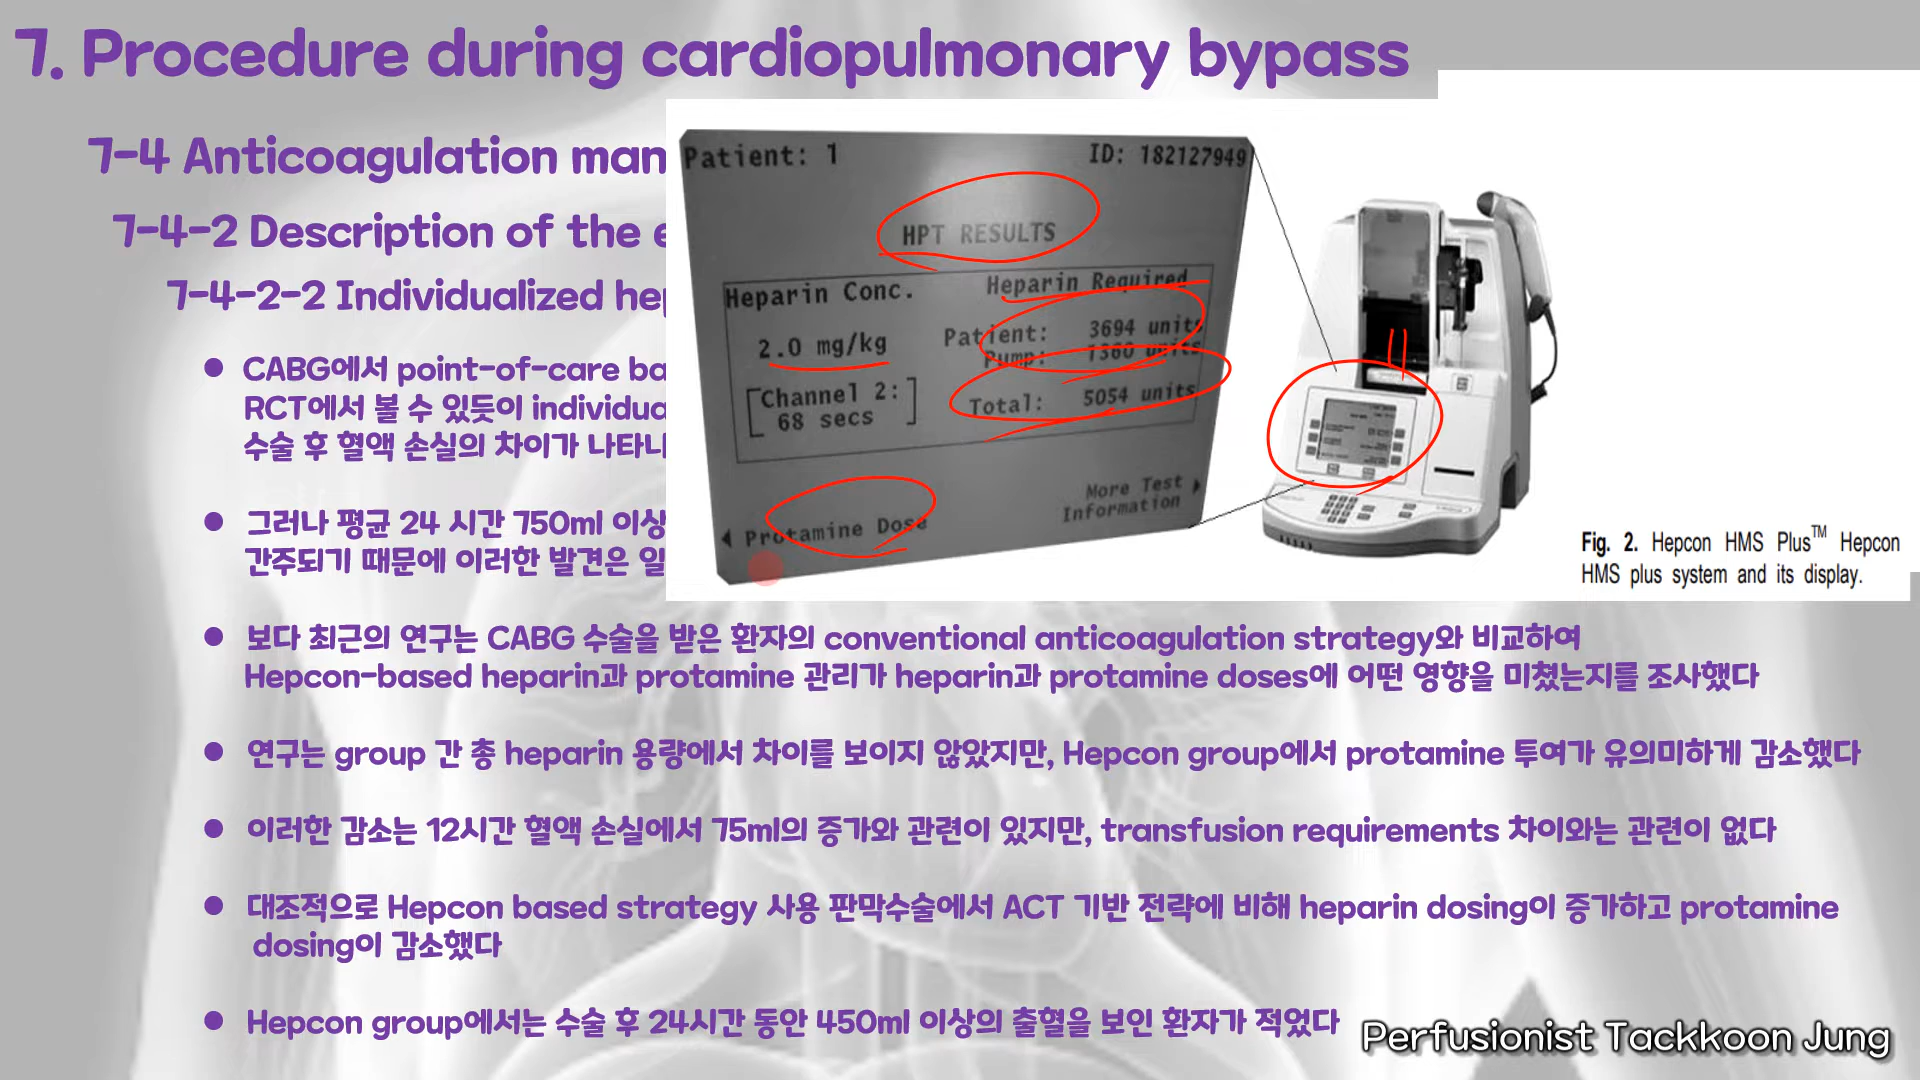 7. Procedure during cardiopulmonary bypass
7-4 Anticoagulation man
7-4-2 Description of the e
7-4-2-2 Individualized hep
Patient: 1
ID: 182127949
HPT RESULTS
Heparin Conc.
Heparin Required
2.0 mg/kg
Patient: 3694 units
Pump: 1360 units
Channel 2:
68 secs
Total: 5054 units
Protamine Dose
More Test
Information
Fig. 2. Hepcon HMS Plus™ Hepcon
HMS plus system and its display.
CABG에서 point-of-care ba
RCT에서 볼 수 있듯이 individua
수술 후 혈액 손실의 차이가 나타나
그러나 평균 24 시간 750ml 이상
간주되기 때문에 이러한 발견은 일
보다 최근의 연구는 CABG 수술을 받은 환자의 conventional anticoagulation strategy와 비교하여
Hepcon-based heparin과 protamine 관리가 heparin과 protamine doses에 어떤 영향을 미쳤는지를 조사했다
연구는 group 간 총 heparin 용량에서 차이를 보이지 않았지만, Hepcon group에서 protamine 투여가 유의미하게 감소했다
이러한 감소는 12시간 혈액 손실에서 75ml의 증가와 관련이 있지만, transfusion requirements 차이와는 관련이 없다
대조적으로 Hepcon based strategy 사용 판막수술에서 ACT 기반 전략에 비해 heparin dosing이 증가하고 protamine
dosing이 감소했다
Hepcon group에서는 수술 후 24시간 동안 450ml 이상의 출혈을 보인 환자가 적었다
Perfusionist Tackkoon Jung